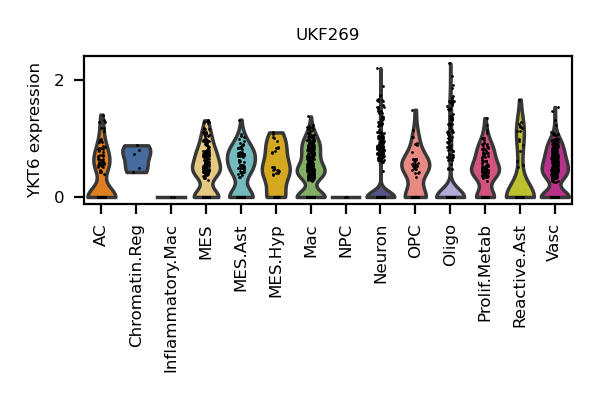 UKF269
YKT6 expression
2
0
AC
Chromatin.Reg
Inflammatory.Mac
MES
MES.Ast
MES.Hyp
Mac
NPC
Neuron
OPC
Oligo
Prolif.Metab
Reactive.Ast
Vasc